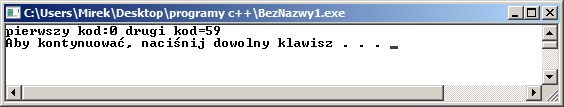 C:\Users\Mirek\Desktop\programy c++\BezNazwy1.exe
pierwszy kod:0 drugi kod=59
Aby kontynuować, naciśnij dowolny klawisz . . . _